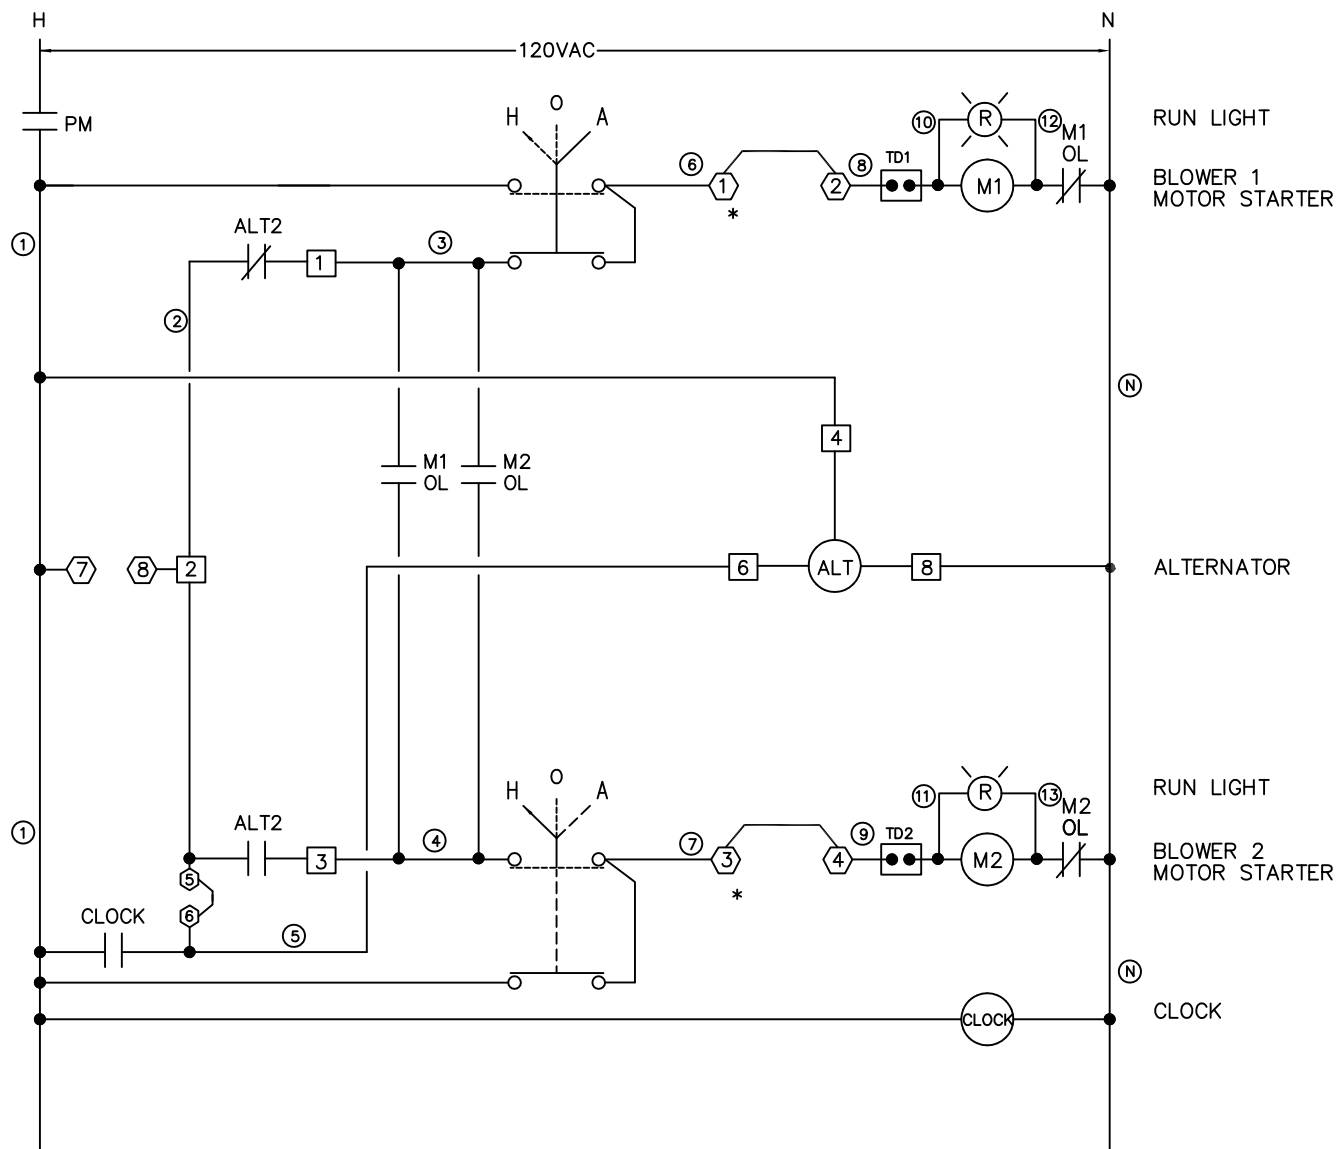 H N
120VAC
PM
H O A
⑩ R ⑫
M1
OL
RUN LIGHT
⑥ 1 2 ⑧ TD1 M1
*
BLOWER 1
MOTOR STARTER
①
ALT2
1 ③
②
N
4
M1
OL
M2
OL
7 8 2 6 ALT 8 ALTERNATOR
H O A
⑪ R ⑬
M2
OL
RUN LIGHT
①
ALT2
3 ④ ⑦ 3 4 ⑨ TD2 M2
*
BLOWER 2
MOTOR STARTER
5
6
CLOCK
⑤
N
CLOCK CLOCK